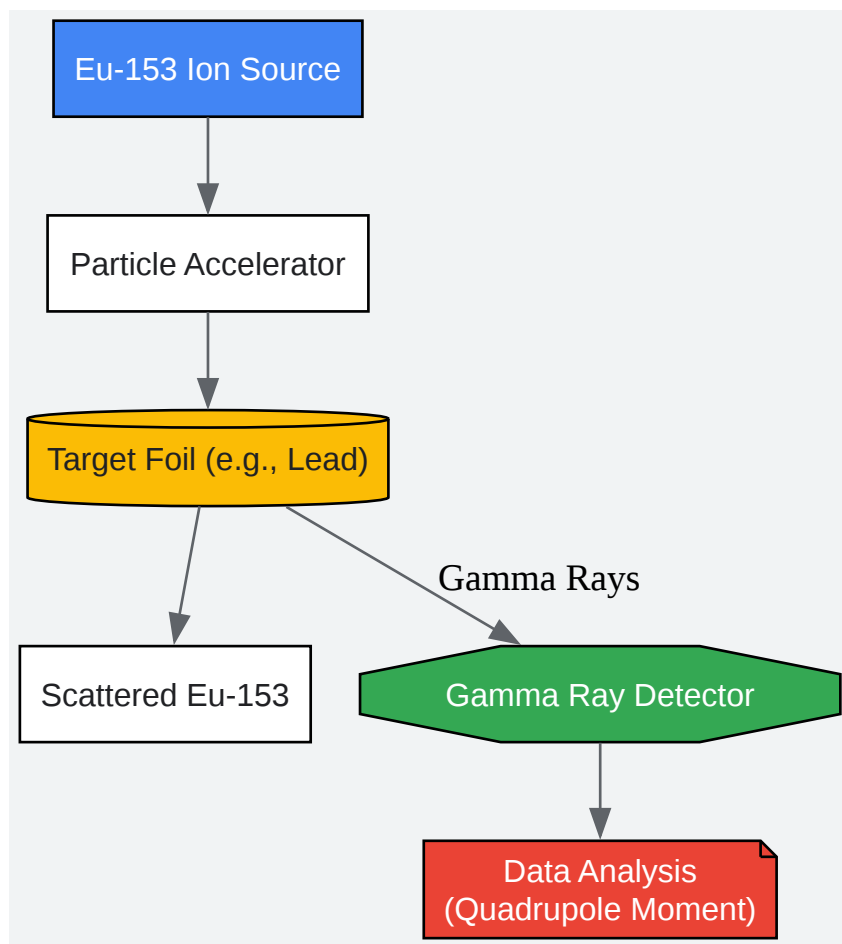 Eu-153 Ion Source
Particle Accelerator
Target Foil (e.g., Lead)
Gamma Rays
Scattered Eu-153
Gamma Ray Detector
Data Analysis
(Quadrupole Moment)